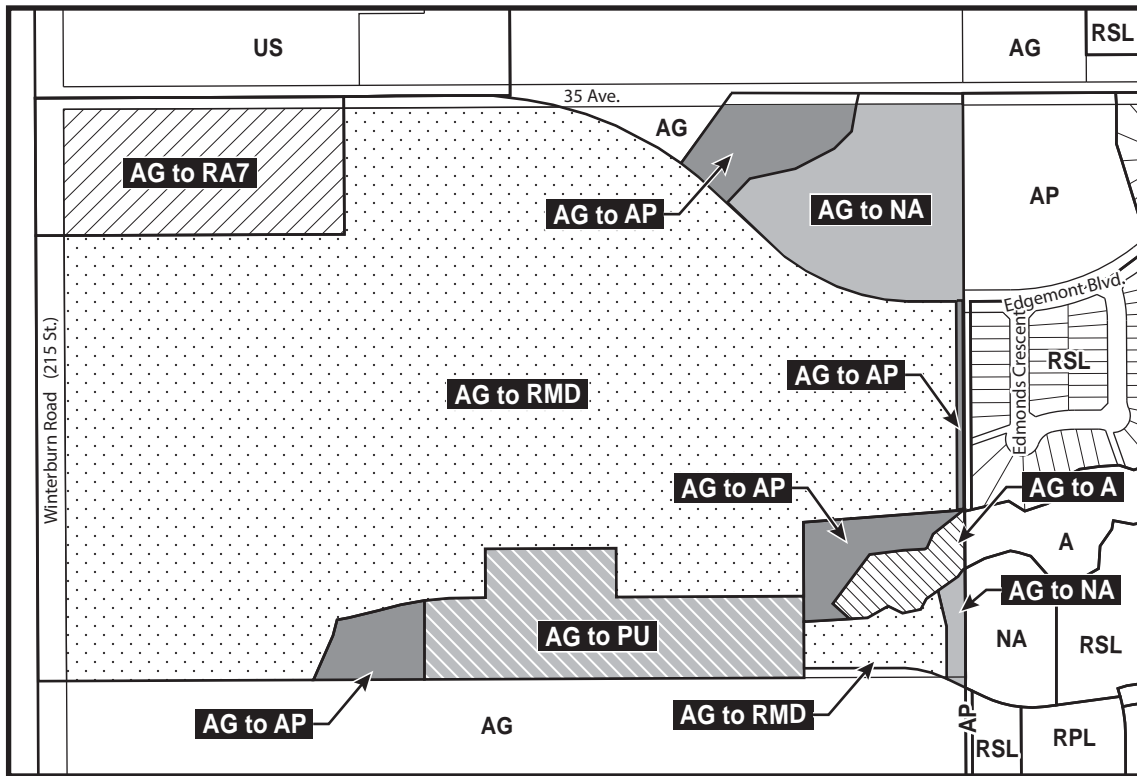 US
AG
RSL
35 Ave.
AG
AG to RA7
AG to AP
AG to NA
AP
Edgemont Blvd.
Winterburn Road (215 St.)
Edmonds Crescent
RSL
AG to AP
AG to RMD
AG to AP
AG to A
A
AG to NA
AG to PU
NA
RSL
AG to AP
AG to RMD
AG
AP
RSL
RPL